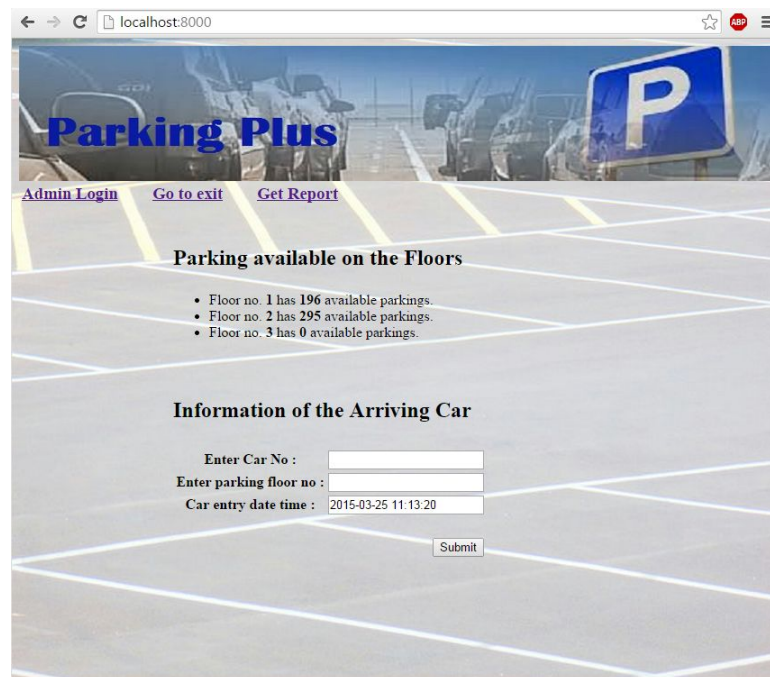 localhost:8000
ABP
GDI
P
Parking Plus
Admin Login Go to exit Get Report
Parking available on the Floors
• Floor no. 1 has 196 available parkings.
• Floor no. 2 has 295 available parkings.
• Floor no. 3 has 0 available parkings.
Information of the Arriving Car
Enter Car No :
Enter parking floor no :
Car entry date time : 2015-03-25 11:13:20
Submit